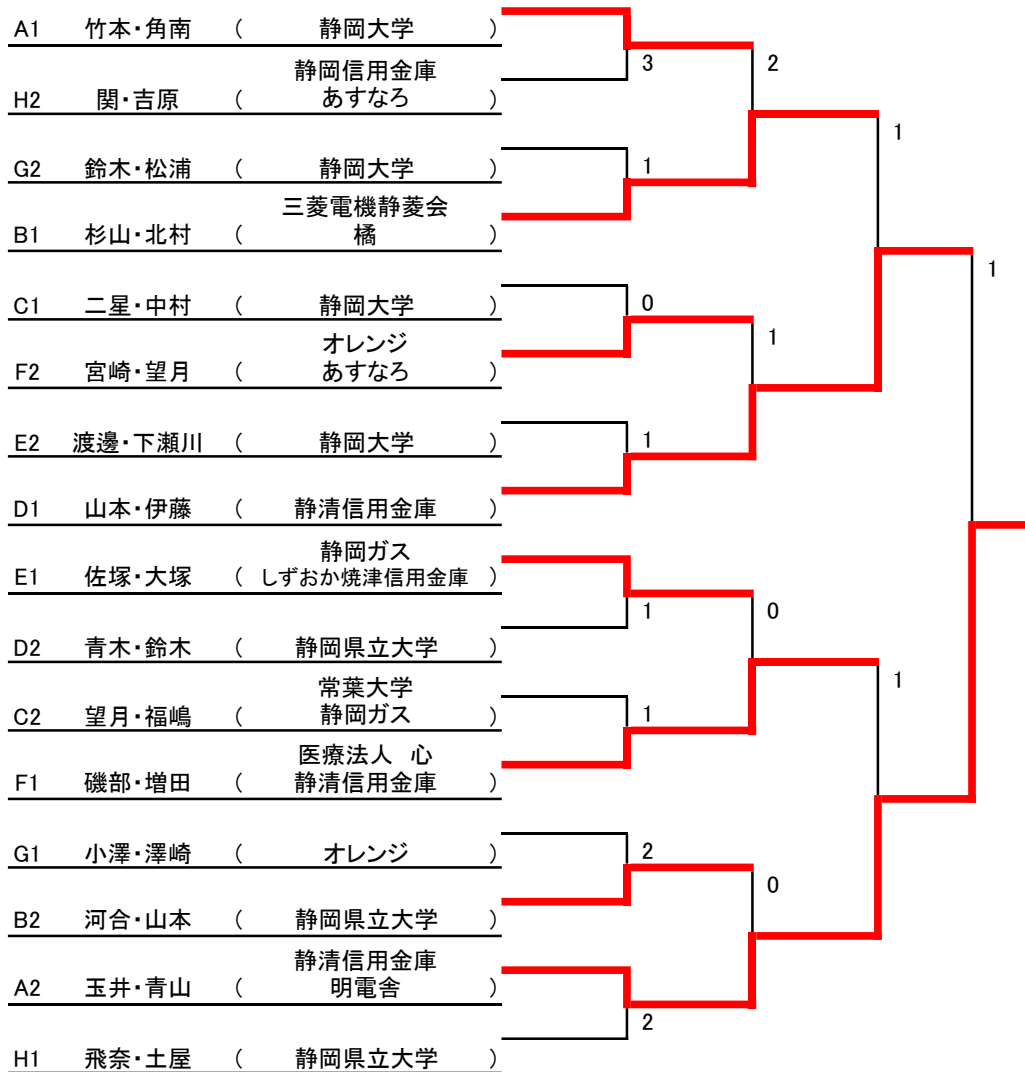 A1 竹本・角南 ( 静岡大学 )
3 2
静岡信用金庫
H2 関・吉原 ( あすなろ )
1
G2 鈴木・松浦 ( 静岡大学 )
1
三菱電機静菱会
B1 杉山・北村 ( 橘 )
1
C1 二星・中村 ( 静岡大学 )
0
オレンジ
1
F2 宮崎・望月 ( あすなろ )
E2 渡邉・下瀬川 ( 静岡大学 )
1
D1 山本・伊藤 ( 静清信用金庫 )
静岡ガス
E1 佐塚・大塚 ( しずおか焼津信用金庫 )
1 0
D2 青木・鈴木 ( 静岡県立大学 )
1
常葉大学
C2 望月・福嶋 ( 静岡ガス )
1
医療法人 心
F1 磯部・増田 ( 静清信用金庫 )
G1 小澤・澤崎 ( オレンジ )
2
0
B2 河合・山本 ( 静岡県立大学 )
静清信用金庫
A2 玉井・青山 ( 明電舎 )
2
H1 飛奈・土屋 ( 静岡県立大学 )